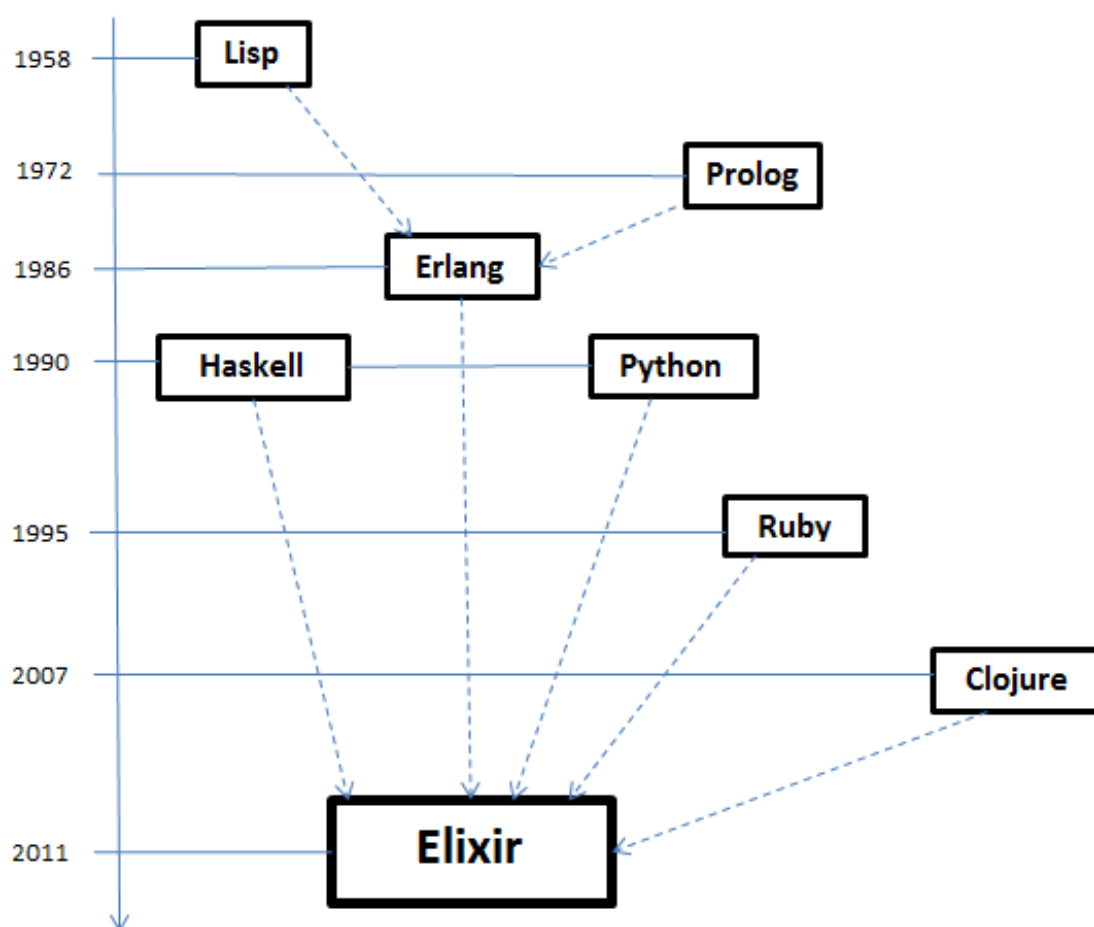 1958
Lisp
1972
Prolog
1986
Erlang
1990
Haskell
Python
1995
Ruby
2007
Clojure
2011
Elixir